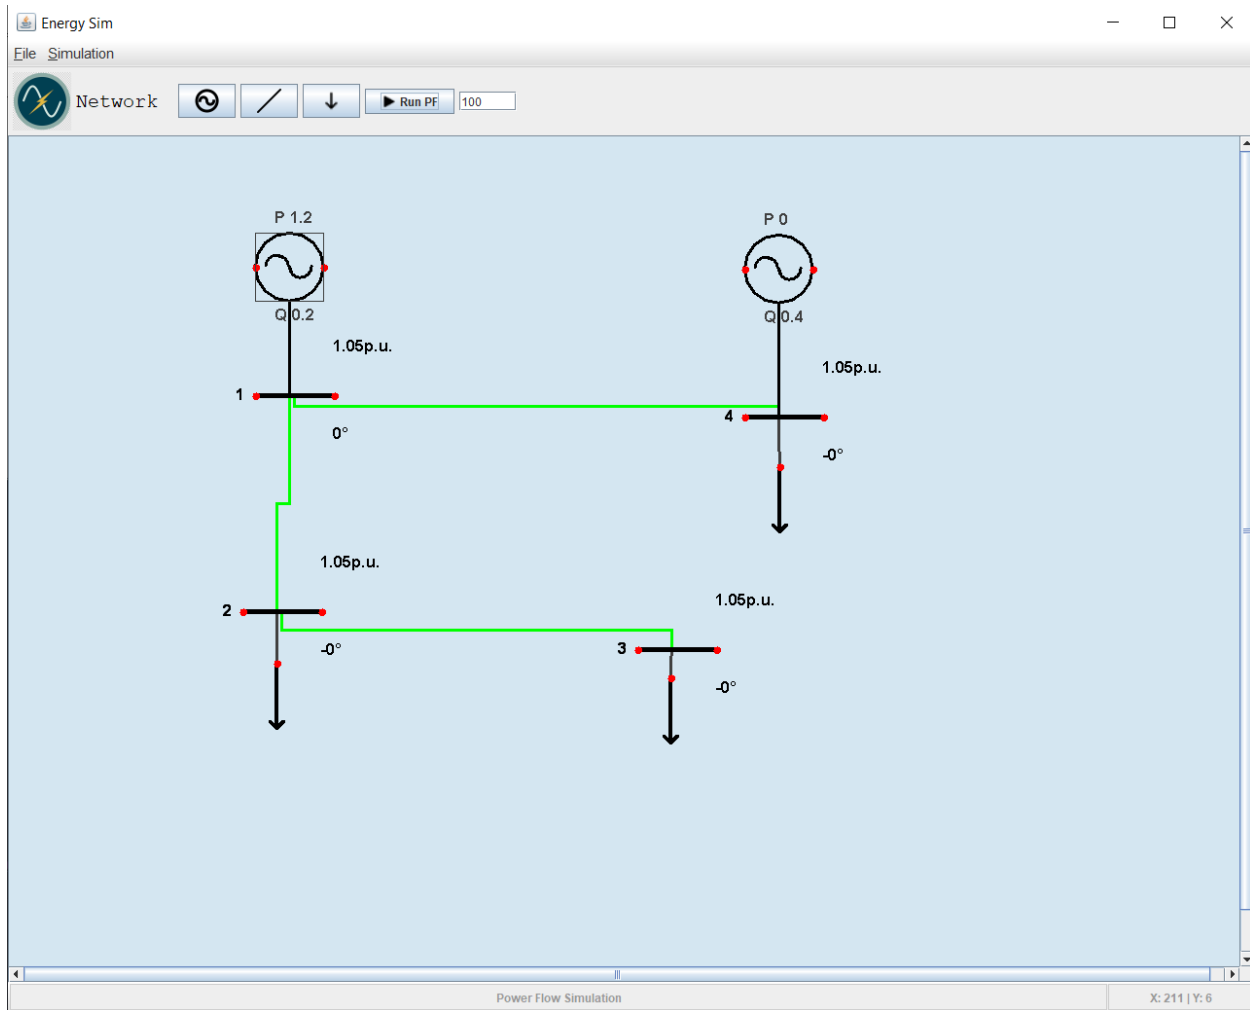 Energy Sim
File Simulation
Network
Run PF
100
P 1.2
P 0
Q 0.2
Q 0.4
1.05p.u.
1.05p.u.
1
4
0°
-0°
1.05p.u.
1.05p.u.
2
3
-0°
-0°
Power Flow Simulation
X: 211 | Y: 6